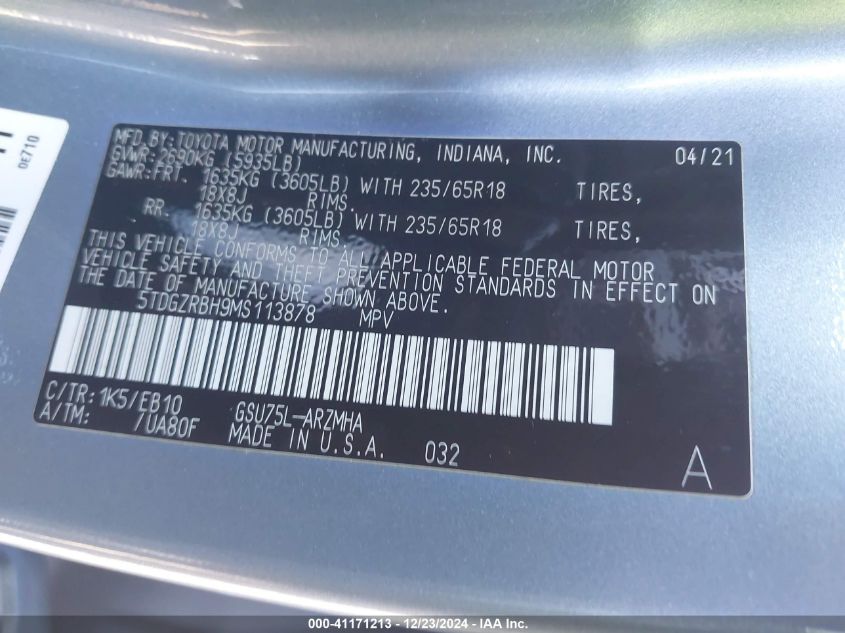 MFD.BY:TOYOTA MOTOR MANUFACTURING, INDIANA, INC. 04/21
GVWR:2690KG (5935LB)
GAWR:FRT. 1635KG (3605LB) WITH 235/65R18 TIRES,
18X8J RIMS.
RR. 1635KG (3605LB) WITH 235/65R18 TIRES,
18X8J RIMS.
THIS VEHICLE CONFORMS TO ALL APPLICABLE FEDERAL MOTOR
VEHICLE SAFETY AND THEFT PREVENTION STANDARDS IN EFFECT ON
THE DATE OF MANUFACTURE SHOWN ABOVE.
5TDGZRBH9MS113878 MPV
C/TR:1K5/EB10 GSU75L-ARZMHA
A/TM: /UA80F MADE IN U.S.A. 032 A
0E710
000-41171213 - 12/23/2024 - IAA Inc.